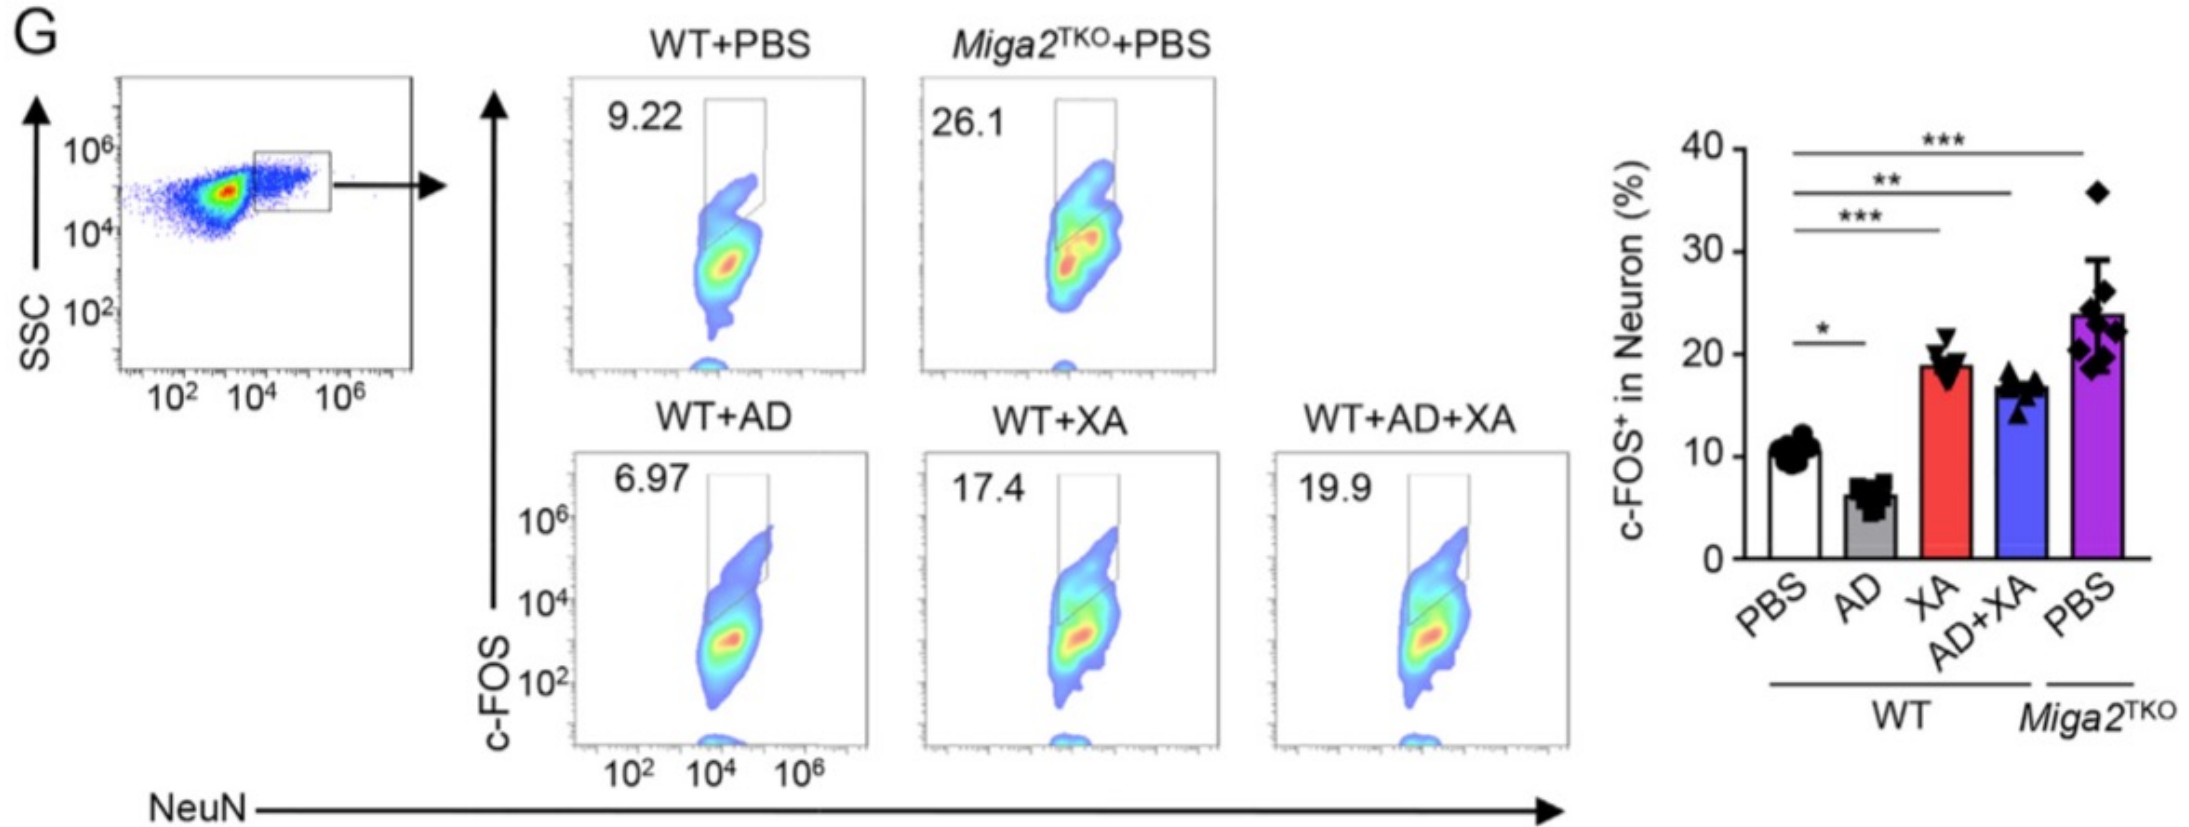 G
WT+PBS
Miga2TKO+PBS
SSC
10⁶
10⁴
10²
10² 10⁴ 10⁶
9.22
26.1
WT+AD
WT+XA
WT+AD+XA
6.97
17.4
19.9
c-FOS
10⁶
10⁴
10²
10² 10⁴ 10⁶
NeuN
c-FOS⁺ in Neuron (%)
40
30
20
10
0
***
**
***
*
PBS
AD
XA
AD+XA
PBS
WT
Miga2TKO